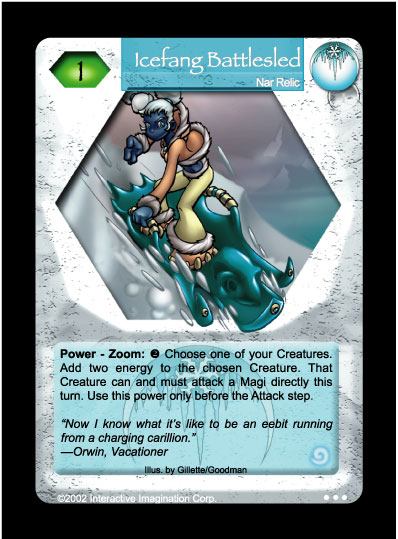 Icefang Battlesled
1
Nar Relic
Power - Zoom: ❷ Choose one of your Creatures.
Add two energy to the chosen Creature. That
Creature can and must attack a Magi directly this
turn. Use this power only before the Attack step.
“Now I know what it’s like to be an eebit running
from a charging carillion.”
—Orwin, Vacationer
Illus. by Gillette/Goodman
©2002 Interactive Imagination Corp.